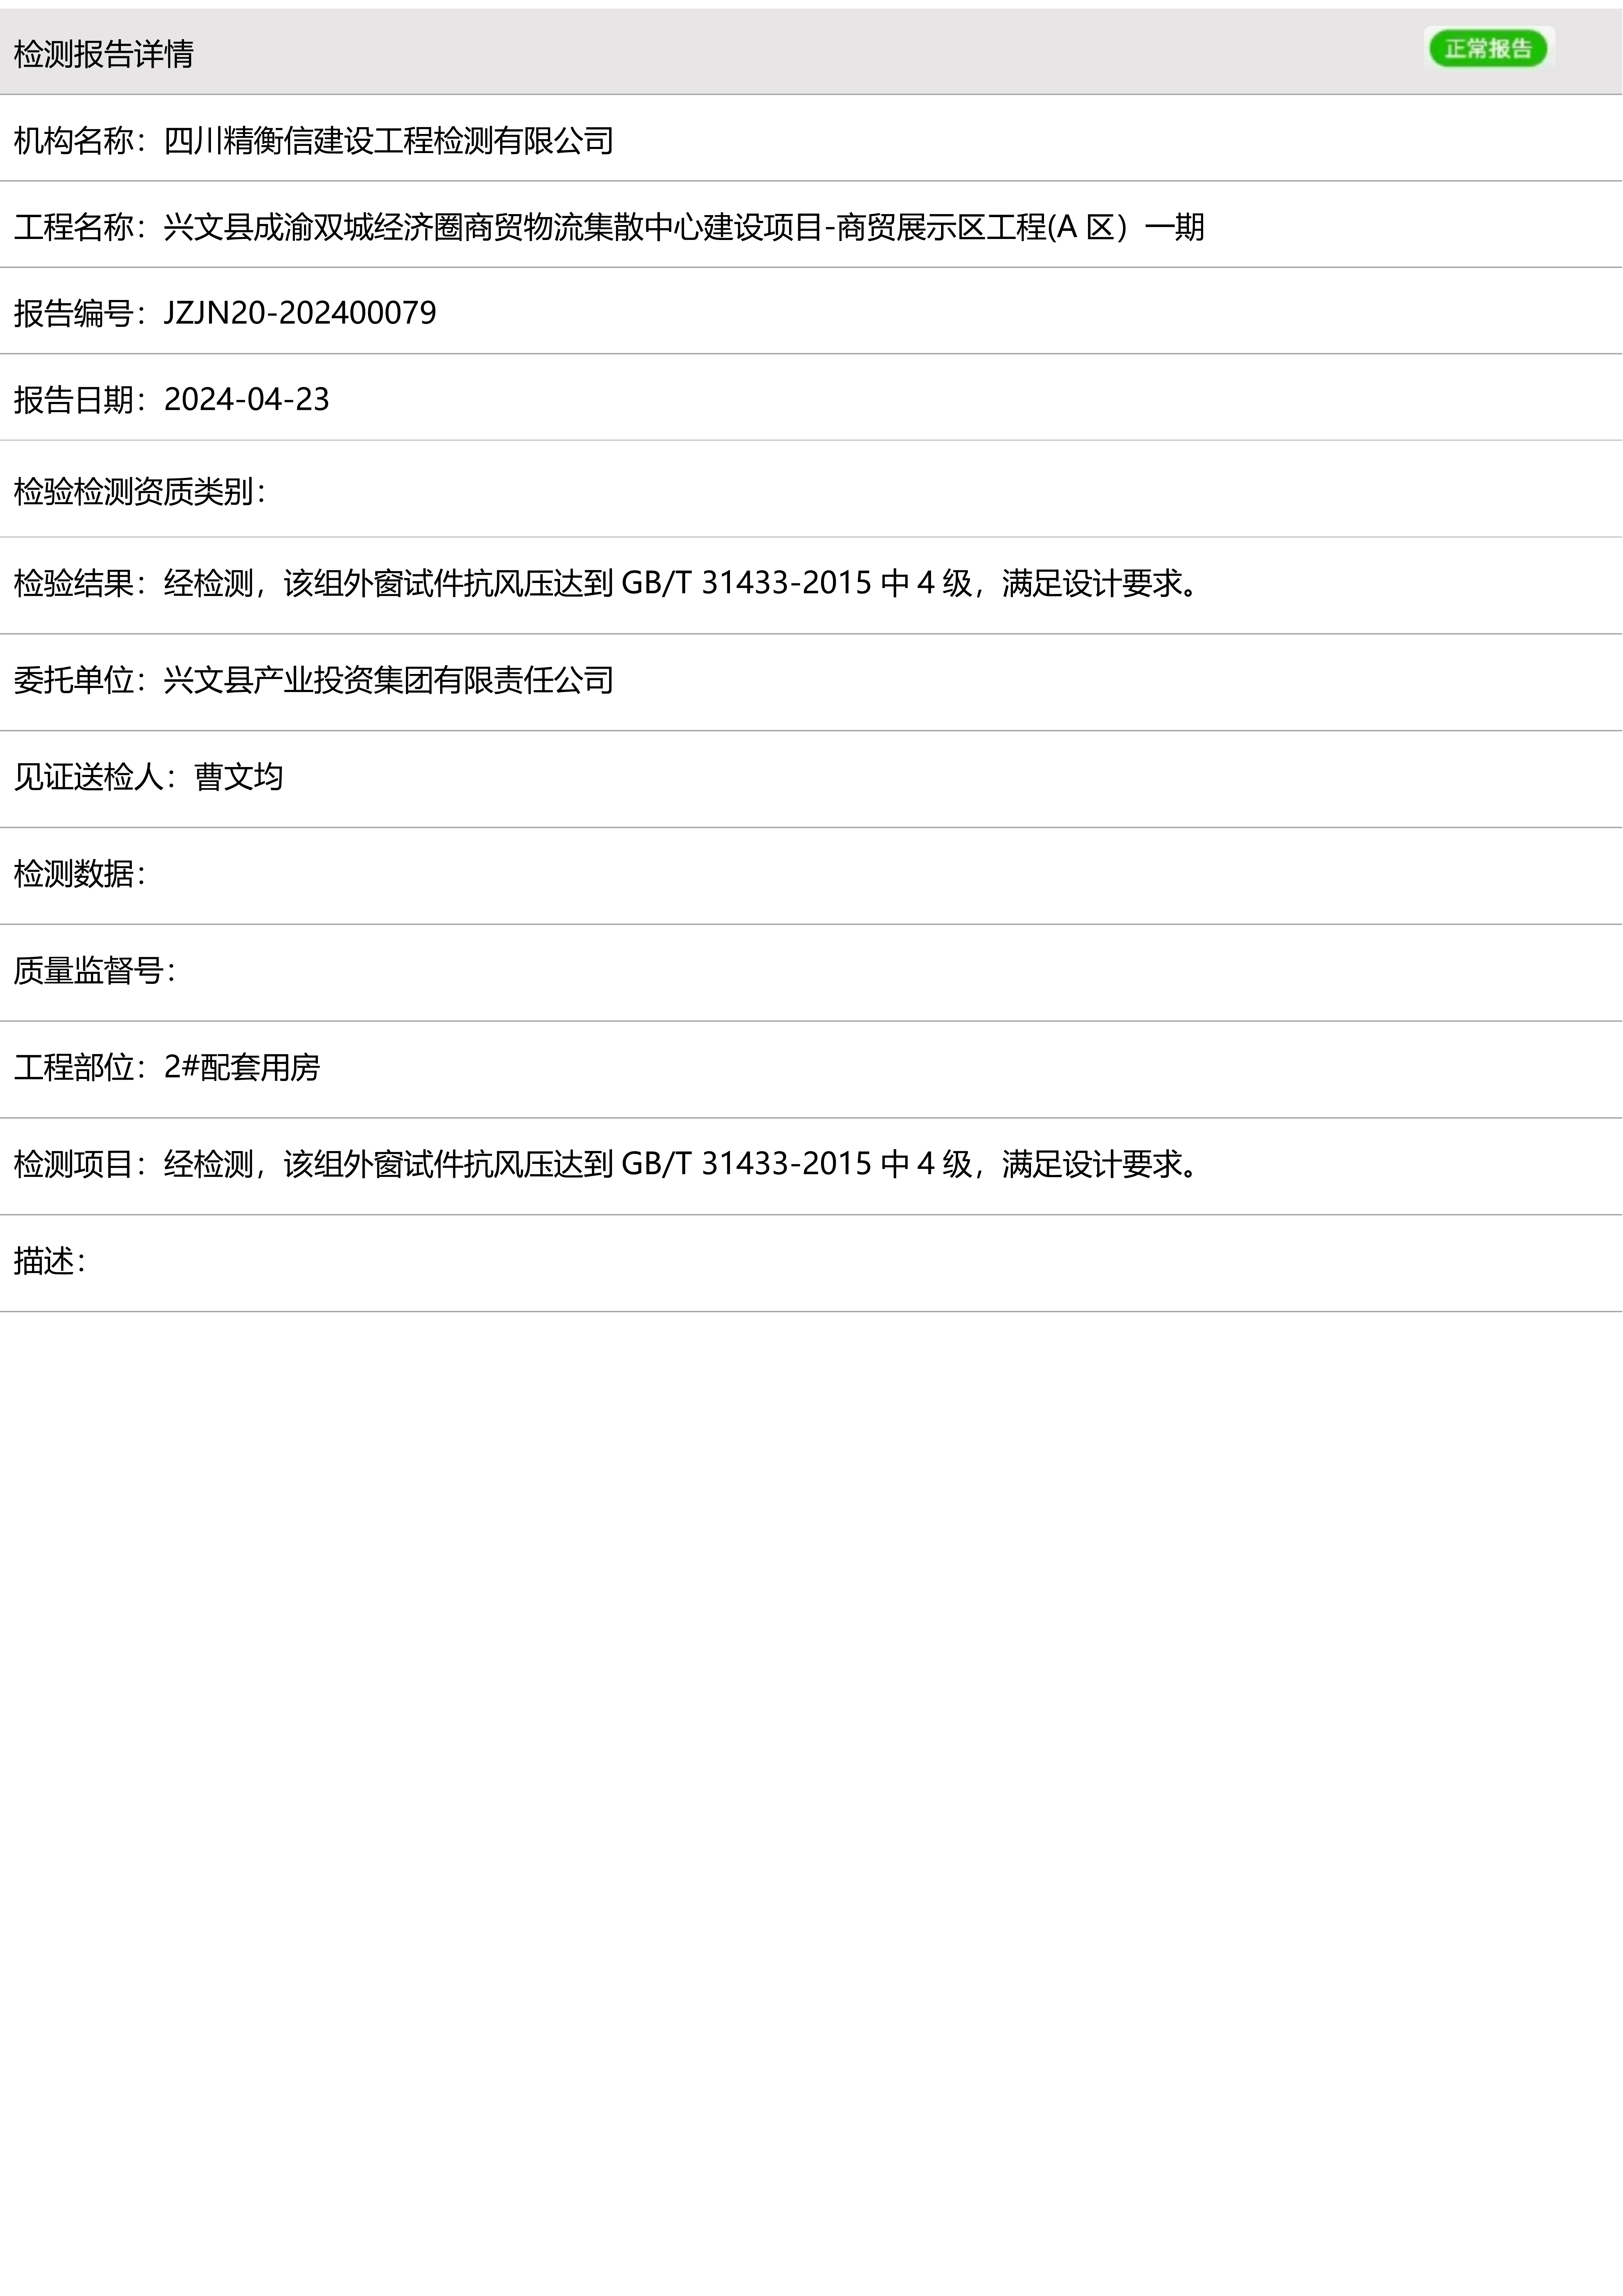 检测报告详情
正常报告
机构名称：四川精衡信建设工程检测有限公司
工程名称：兴文县成渝双城经济圈商贸物流集散中心建设项目-商贸展示区工程(A 区）一期
报告编号：JZJN20-202400079
报告日期：2024-04-23
检验检测资质类别：
检验结果：经检测，该组外窗试件抗风压达到 GB/T 31433-2015 中 4 级，满足设计要求。
委托单位：兴文县产业投资集团有限责任公司
见证送检人：曹文均
检测数据：
质量监督号：
工程部位：2#配套用房
检测项目：经检测，该组外窗试件抗风压达到 GB/T 31433-2015 中 4 级，满足设计要求。
描述：